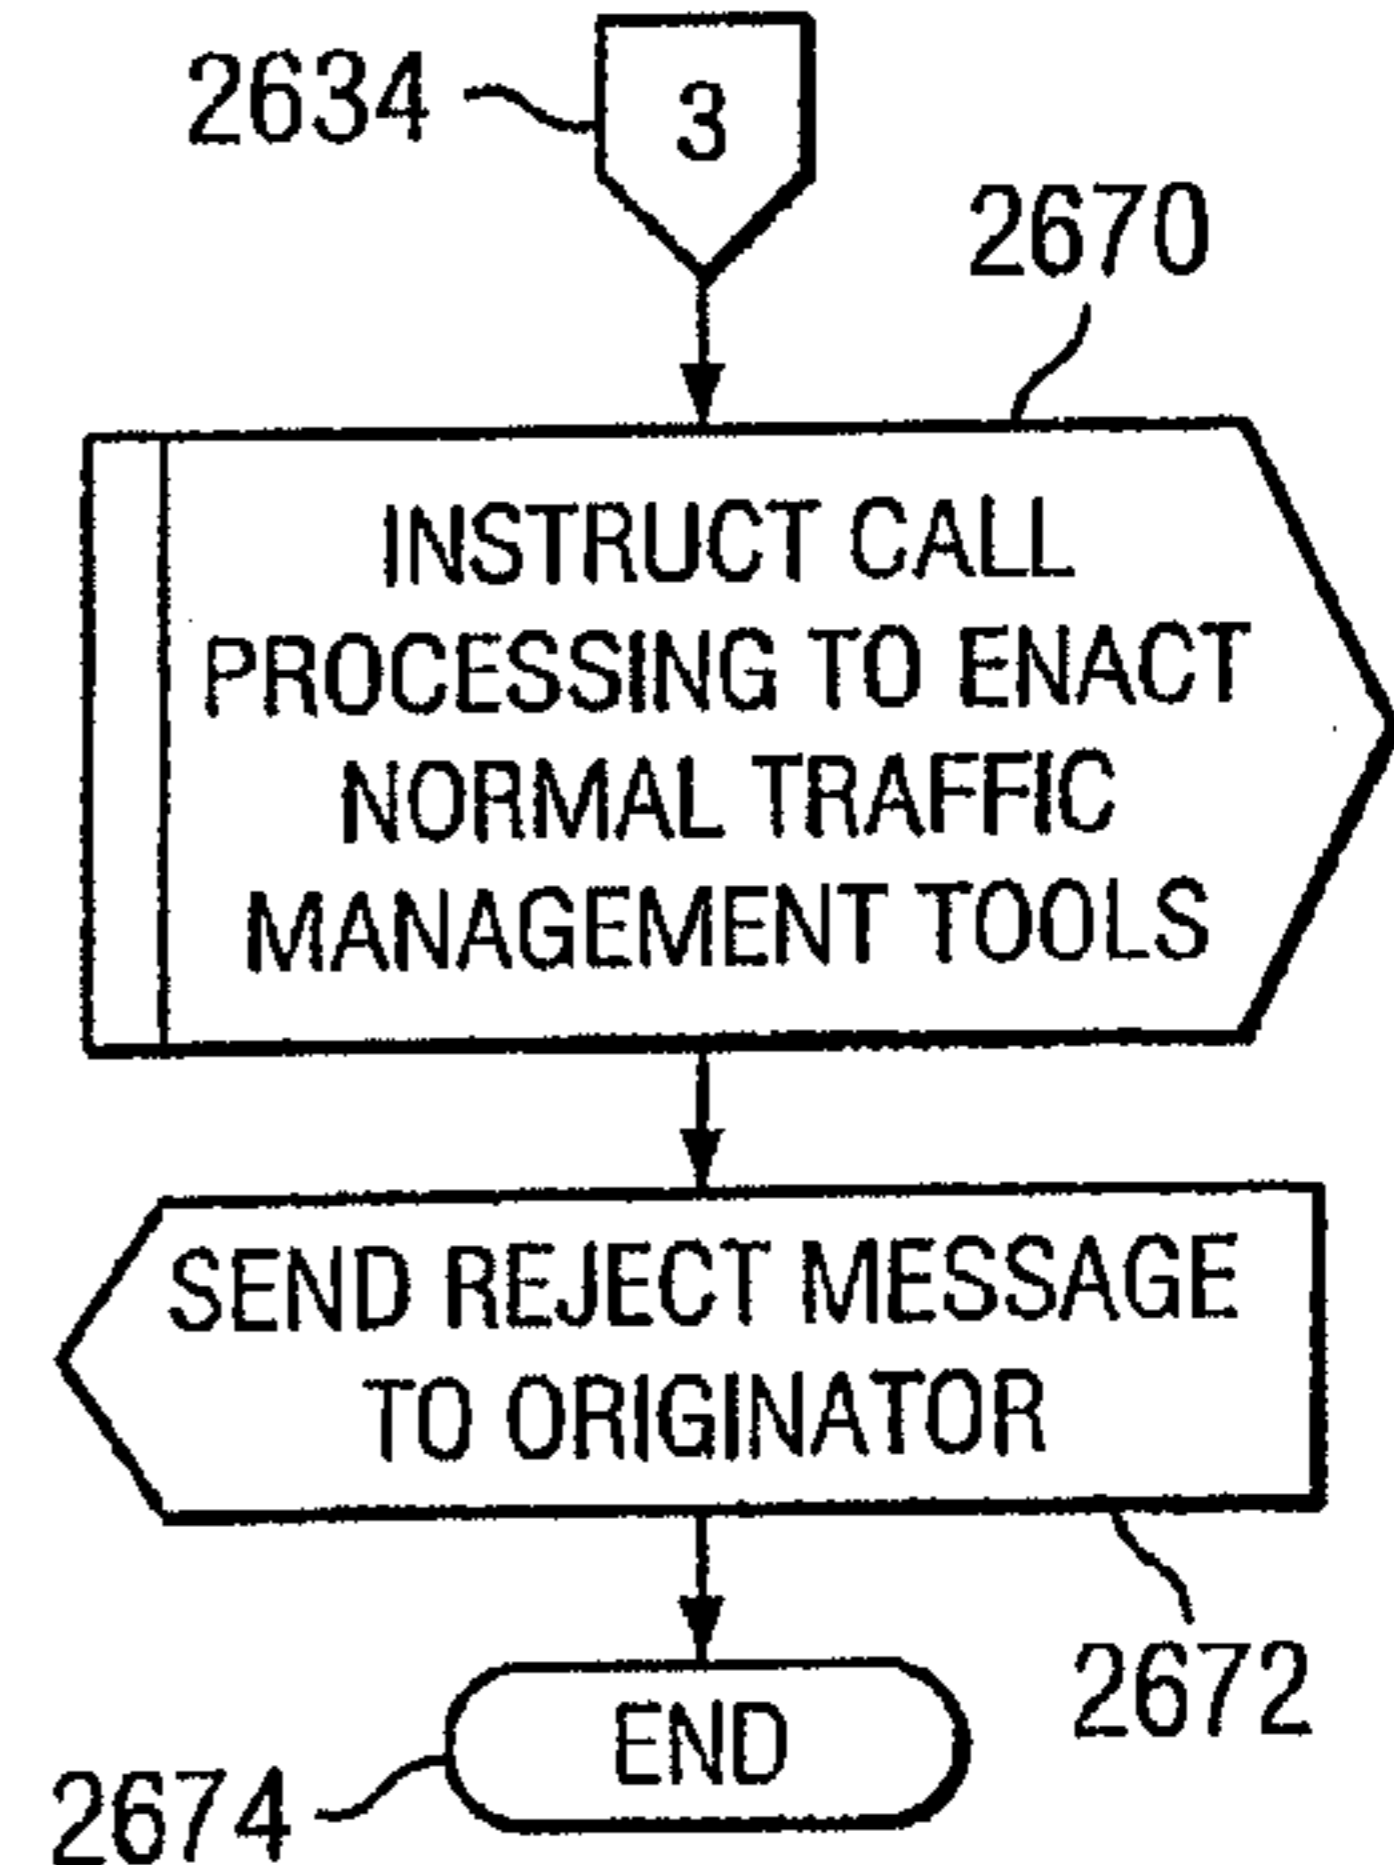 2634
3
2670
INSTRUCT CALL
PROCESSING TO ENACT
NORMAL TRAFFIC
MANAGEMENT TOOLS
SEND REJECT MESSAGE
TO ORIGINATOR
2672
END
2674